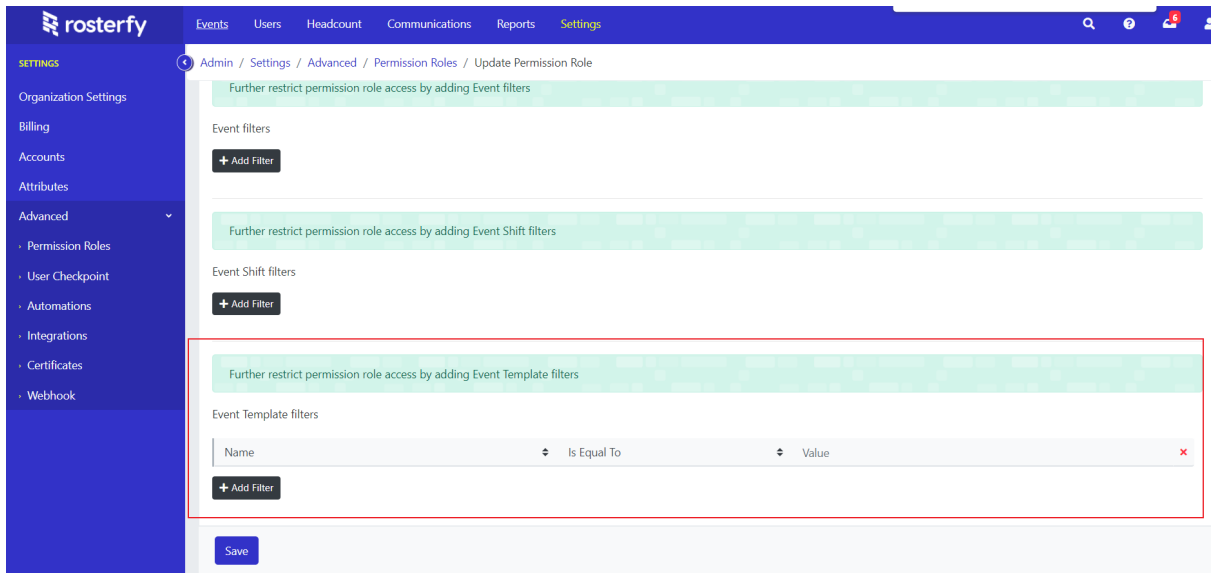 rosterfy
Events Users Headcount Communications Reports Settings
6
SETTINGS
Admin / Settings / Advanced / Permission Roles / Update Permission Role
Organization Settings
Billing
Accounts
Attributes
Advanced
Permission Roles
User Checkpoint
Automations
Integrations
Certificates
Webhook
Further restrict permission role access by adding Event filters
Event filters
+ Add Filter
Further restrict permission role access by adding Event Shift filters
Event Shift filters
+ Add Filter
Further restrict permission role access by adding Event Template filters
Event Template filters
Name Is Equal To Value
+ Add Filter
Save